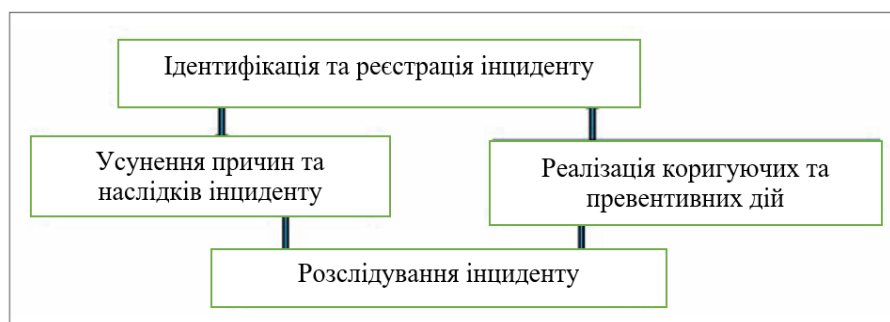 Ідентифікація та реєстрація інциденту
Усунення причин та
наслідків інциденту
Реалізація коригуючих та
превентивних дій
Розслідування інциденту